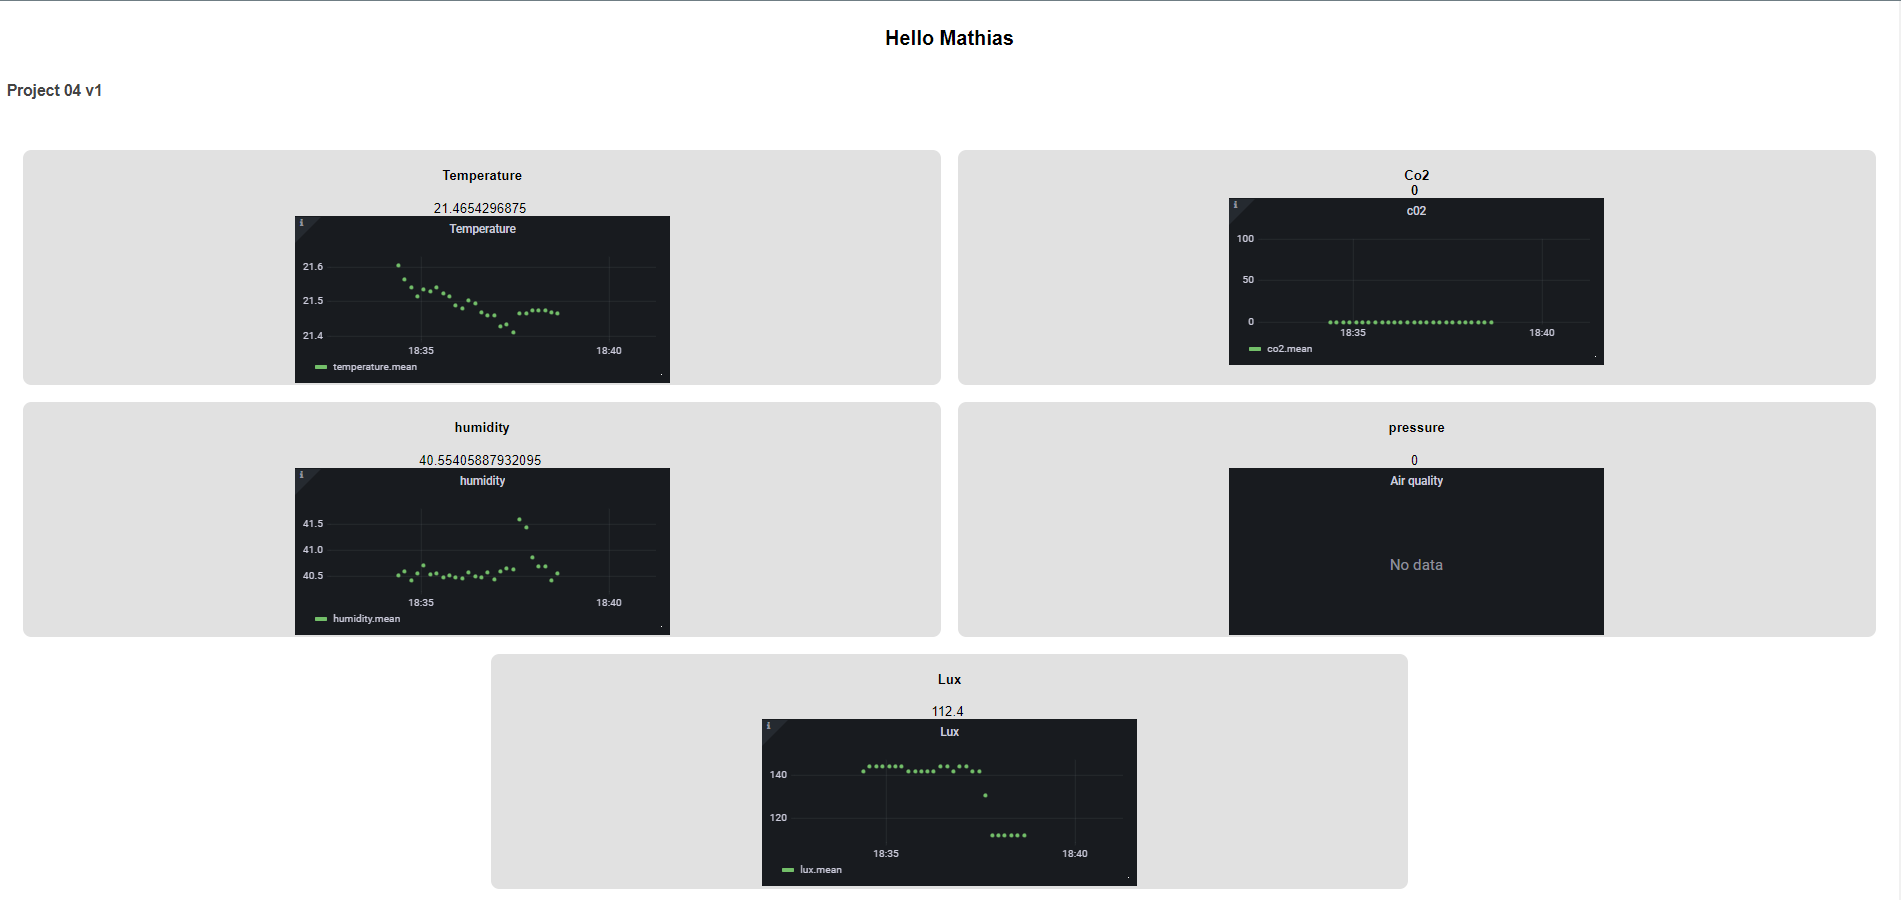 Hello Mathias
Project 04 v1
Temperature
21.4654296875
i
Temperature
21.6
21.5
21.4
18:35 18:40
temperature.mean
Co2
0
i
c02
100
50
0
18:35 18:40
co2.mean
humidity
40.55405887932095
i
humidity
41.5
41.0
40.5
18:35 18:40
humidity.mean
pressure
0
Air quality
No data
Lux
112.4
i
Lux
140
120
18:35 18:40
lux.mean